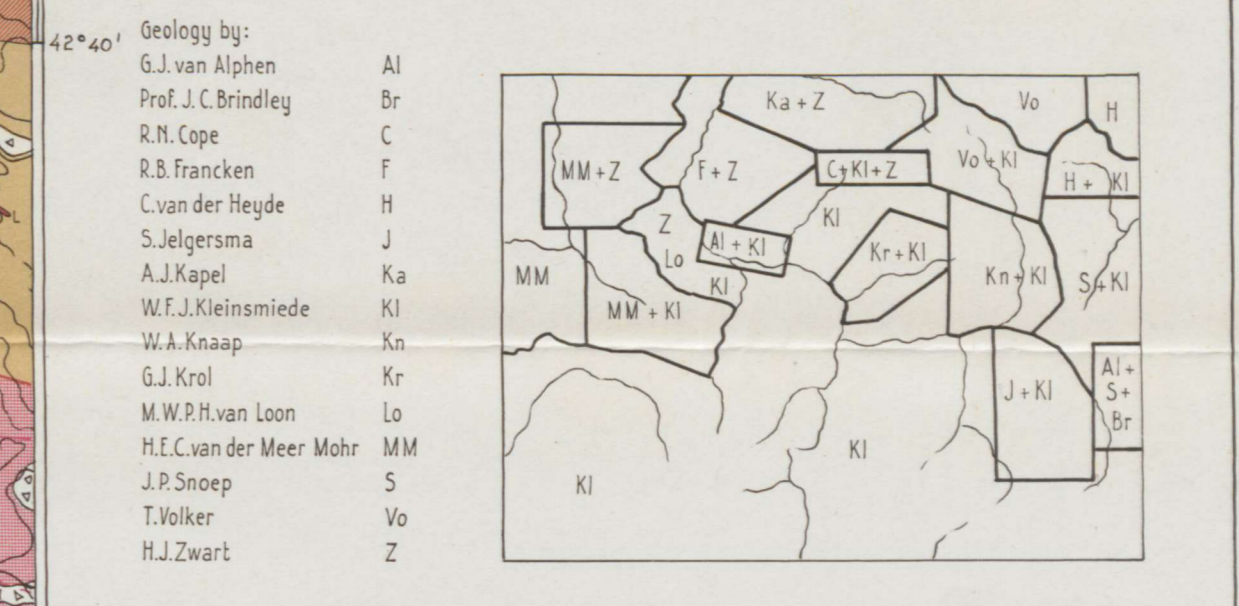 42°40'
Geology by:
G.J. van Alphen Al
Prof. J.C. Brindley Br
R.N. Cope C
R.B. Francken F
C.van der Heyde H
S.Jelgersma J
A.J.Kapel Ka
W.F.J.Kleinsmiede Kl
W.A.Knaap Kn
G.J.Krol Kr
M.W.P.H.van Loon Lo
H.E.C.van der Meer Mohr MM
J.P.Snoep S
T.Volker Vo
H.J.Zwart Z
Ka + Z
Vo
H
MM + Z
F + Z
C+Kl+Z
Vo + Kl
H + Kl
Z
Lo
Kl
Al + Kl
Kl
Kr + Kl
Kn + Kl
S + Kl
MM
MM + Kl
J + Kl
Al +
S+
Br
Kl
Kl
L